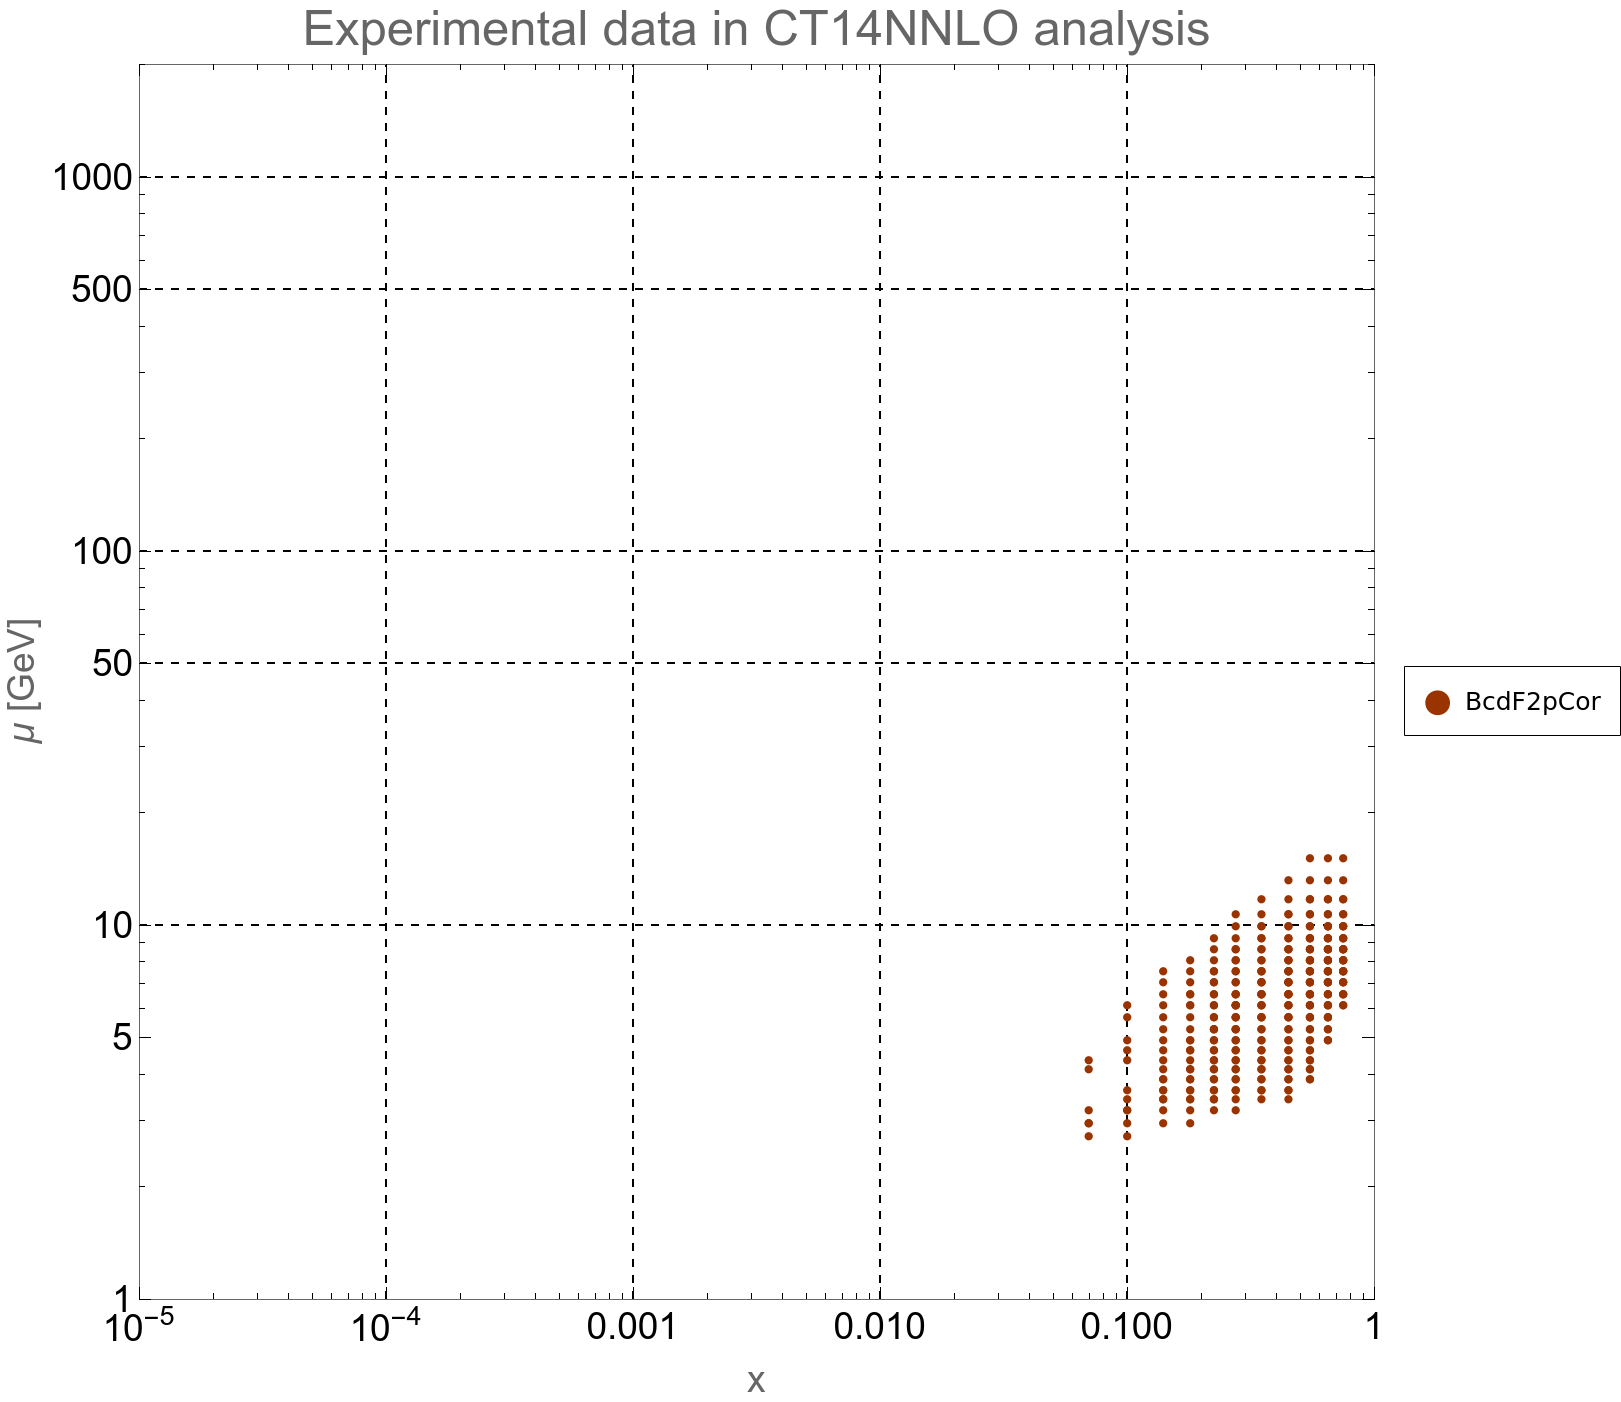 Experimental data in CT14NNLO analysis
1000
500
100
50
10
5
1
μ [GeV]
10⁻⁵ 10⁻⁴ 0.001 0.010 0.100 1
x
BcdF2pCor